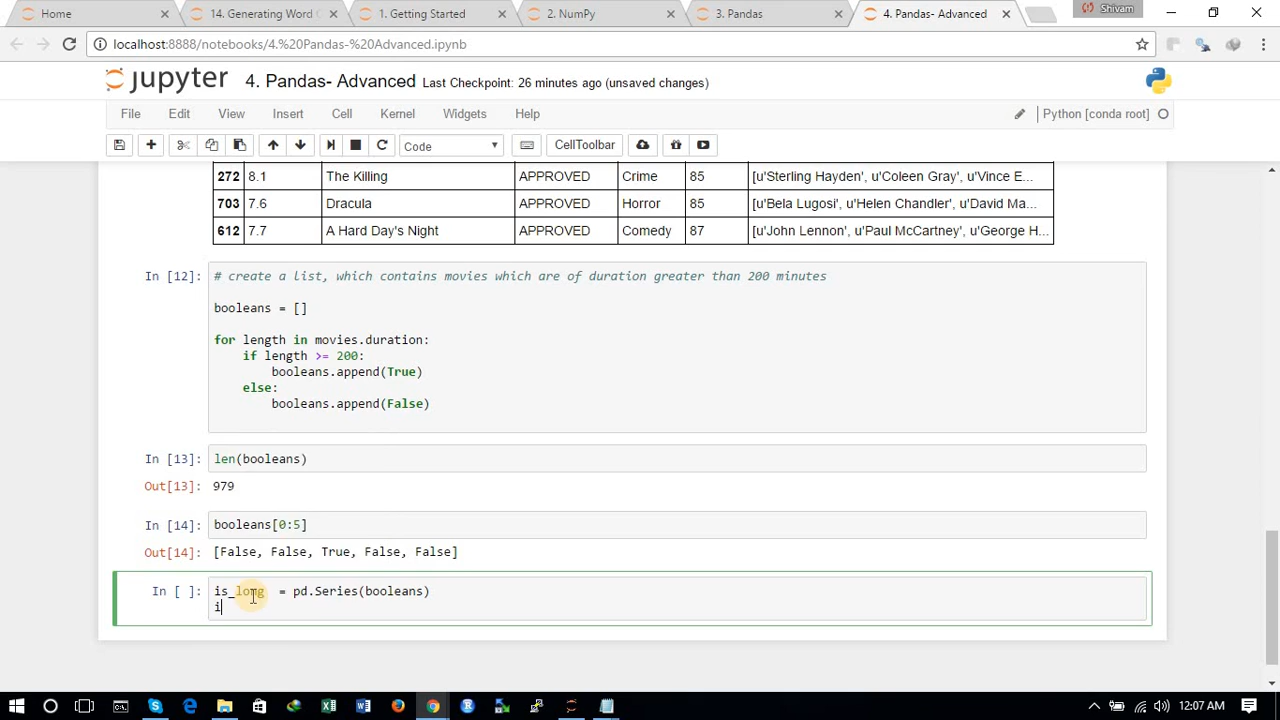 Home
14. Generating Word C
1. Getting Started
2. NumPy
3. Pandas
4. Pandas- Advanced
Shivam
localhost:8888/notebooks/4.%20Pandas-%20Advanced.ipynb
jupyter 4. Pandas- Advanced Last Checkpoint: 26 minutes ago (unsaved changes)
File Edit View Insert Cell Kernel Widgets Help Python [conda root]
Code CellToolbar
272 8.1 The Killing APPROVED Crime 85 [u'Sterling Hayden', u'Coleen Gray', u'Vince E...
703 7.6 Dracula APPROVED Horror 85 [u'Bela Lugosi', u'Helen Chandler', u'David Ma...
612 7.7 A Hard Day's Night APPROVED Comedy 87 [u'John Lennon', u'Paul McCartney', u'George H...
In [12]: # create a list, which contains movies which are of duration greater than 200 minutes
booleans = []
for length in movies.duration:
if length >= 200:
booleans.append(True)
else:
booleans.append(False)
In [13]: len(booleans)
Out[13]: 979
In [14]: booleans[0:5]
Out[14]: [False, False, True, False, False]
In [ ]: is_long = pd.Series(booleans)
i
12:07 AM